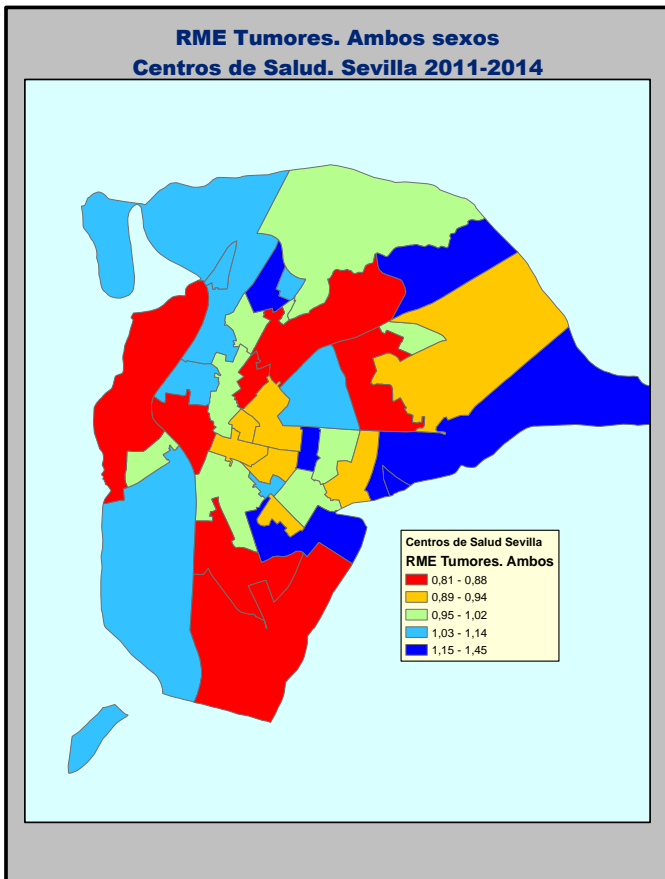 RME Tumores. Ambos sexos
Centros de Salud. Sevilla 2011-2014
Centros de Salud Sevilla
RME Tumores. Ambos
0,81 - 0,88
0,89 - 0,94
0,95 - 1,02
1,03 - 1,14
1,15 - 1,45